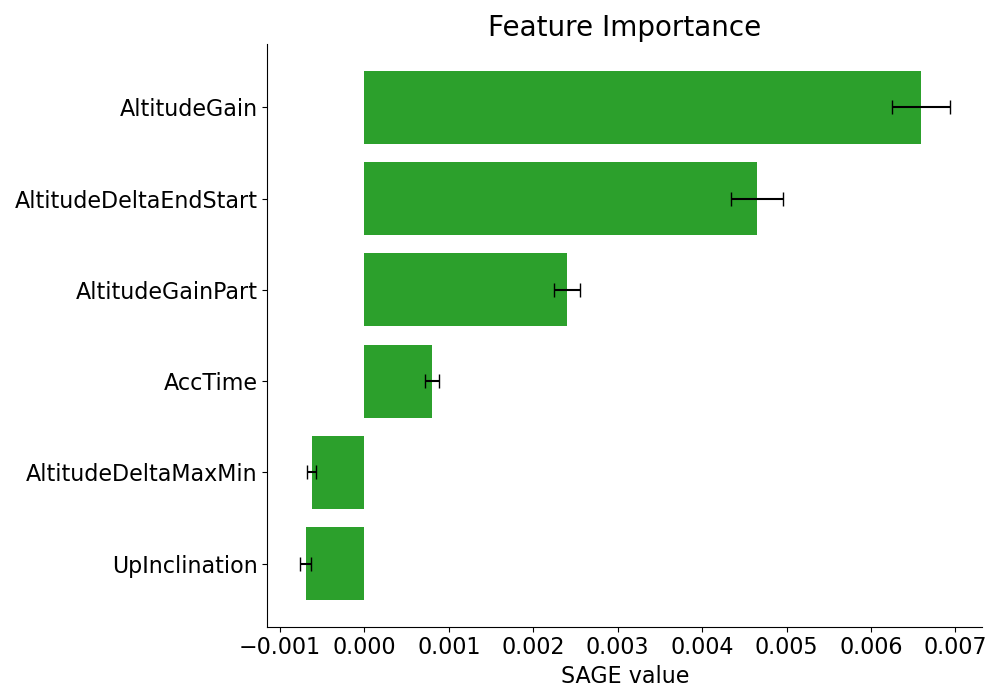 Feature Importance
AltitudeGain
AltitudeDeltaEndStart
AltitudeGainPart
AccTime
AltitudeDeltaMaxMin
UpInclination
−0.001 0.000 0.001 0.002 0.003 0.004 0.005 0.006 0.007
SAGE value